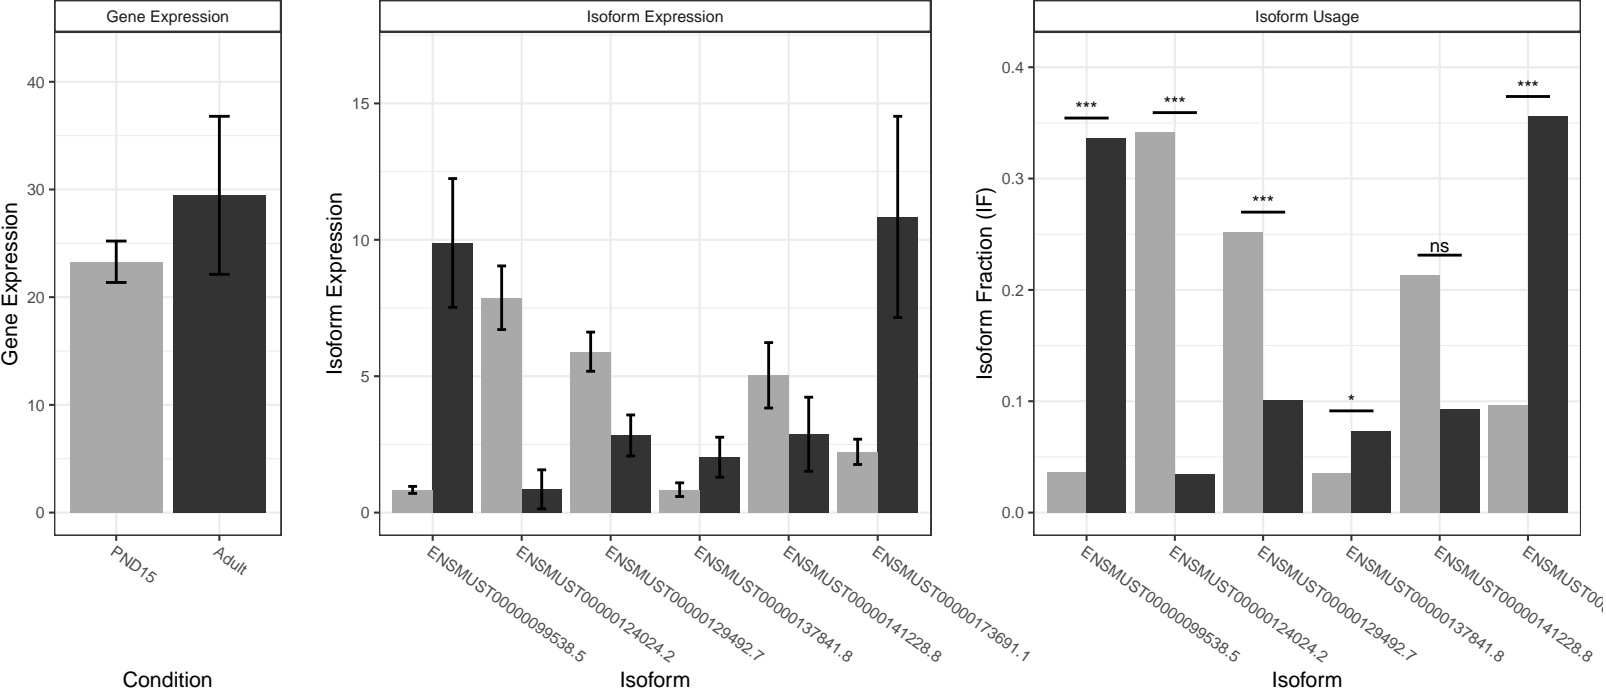 Gene Expression
Isoform Expression
Isoform Usage
Gene Expression
40
30
20
10
0
PND15
Adult
Condition
Isoform Expression
15
10
5
0
ENSMUST00000099538.5
ENSMUST00000124024.2
ENSMUST00000129492.7
ENSMUST00000137841.8
ENSMUST00000141228.8
ENSMUST00000173691.1
Isoform
Isoform Fraction (IF)
0.4
0.3
0.2
0.1
0.0
***
***
***
*
ns
***
ENSMUST00000099538.5
ENSMUST00000124024.2
ENSMUST00000129492.7
ENSMUST00000137841.8
ENSMUST00000141228.8
Isoform